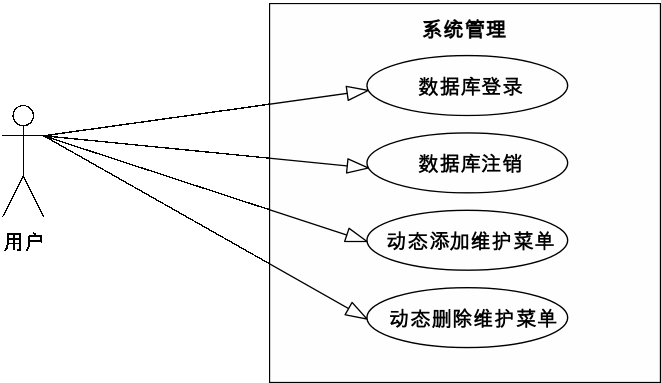 系统管理
数据库登录
数据库注销
动态添加维护菜单
用户
动态删除维护菜单